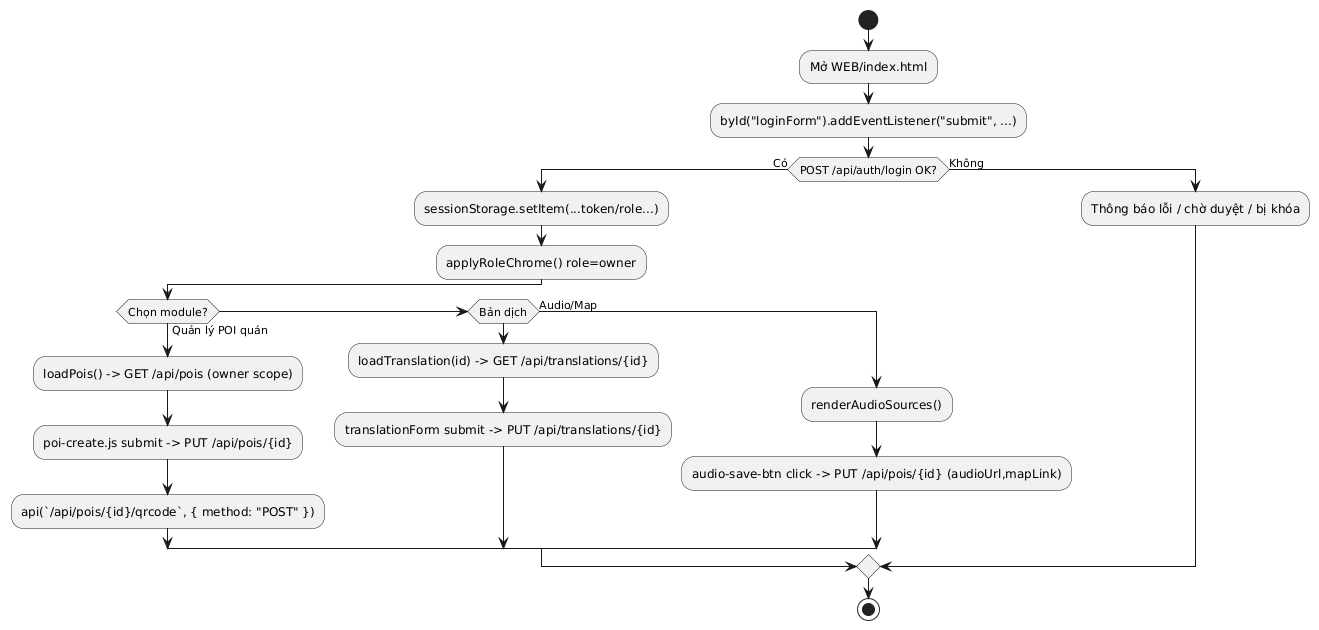 Mở WEB/index.html
byId("loginForm").addEventListener("submit", ...)
Có
POST /api/auth/login OK?
Không
sessionStorage.setItem(...token/role...)
Thông báo lỗi / chờ duyệt / bị khóa
applyRoleChrome() role=owner
Chọn module?
Bản dịch
Audio/Map
Quản lý POI quán
loadPois() -> GET /api/pois (owner scope)
loadTranslation(id) -> GET /api/translations/{id}
renderAudioSources()
poi-create.js submit -> PUT /api/pois/{id}
translationForm submit -> PUT /api/translations/{id}
audio-save-btn click -> PUT /api/pois/{id} (audioUrl,mapLink)
api(`/api/pois/{id}/qrcode`, { method: "POST" })